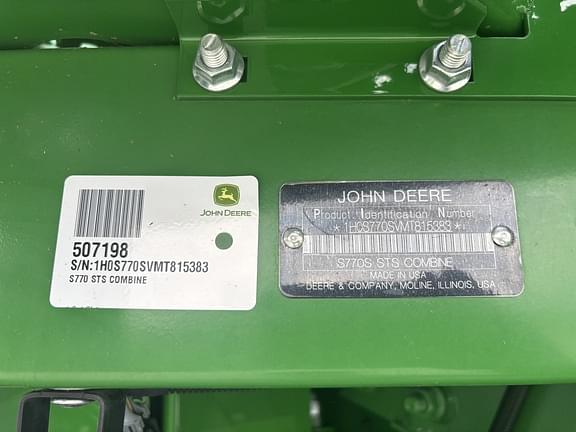 JOHN DEERE
507198
S/N:1H0S770SVMT815383
S770 STS COMBINE
JOHN DEERE
Product Identification Number
*1H0S770SVMT815383*
S770S STS COMBINE
MADE IN USA
DEERE & COMPANY, MOLINE, ILLINOIS, USA